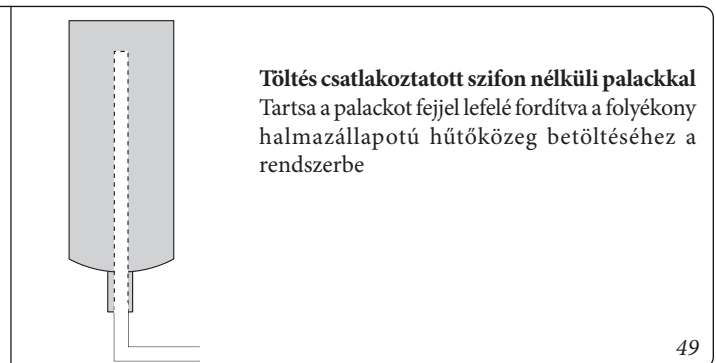 Töltés csatlakoztatott szifon nélküli palackkal
Tartsa a palackot fejjel lefelé fordítva a folyékony
halmazállapotú hűtőközeg betöltéséhez a
rendszerbe
49